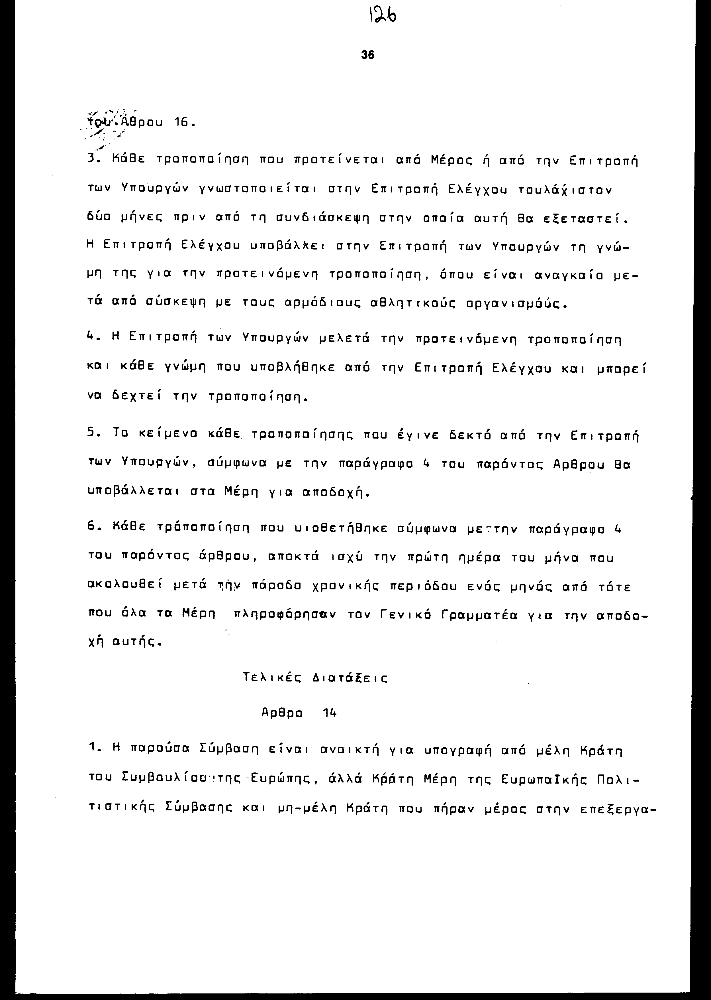 126
36
του Αθρου 16.
3. Κάθε τροποποίηση που προτείνεται από Μέρος ή από την Επιτροπή
των Υπουργών γνωστοποιείται στην Επιτροπή Ελέγχου τουλάχιστον
δύο μήνες πριν από τη συνδιάσκεψη στην οποία αυτή θα εξεταστεί.
Η Επιτροπή Ελέγχου υποβάλλει στην Επιτροπή των Υπουργών τη γνώ-
μη της για την προτεινόμενη τροποποίηση, όπου είναι αναγκαίο με-
τά από σύσκεψη με τους αρμόδιους αθλητικούς οργανισμούς.
4. Η Επιτροπή των Υπουργών μελετά την προτεινόμενη τροποποίηση
και κάθε γνώμη που υποβλήθηκε από την Επιτροπή Ελέγχου και μπορεί
να δεχτεί την τροποποίηση.
5. Το κείμενο κάθε τροποποίησης που έγινε δεκτό από την Επιτροπή
των Υπουργών, σύμφωνα με την παράγραφο 4 του παρόντος Αρθρου θα
υποβάλλεται στα Μέρη για αποδοχή.
6. Κάθε τρόποποίηση που υιοθετήθηκε σύμφωνα με την παράγραφο 4
του παρόντος άρθρου, αποκτά ισχύ την πρώτη ημέρα του μήνα που
ακολουθεί μετά τήν πάροδο χρονικής περιόδου ενός μηνός από τότε
που όλα τα Μέρη πληροφόρησαν τον Γενικό Γραμματέα για την αποδο-
χή αυτής.
Τελικές Διατάξεις
Αρθρο 14
1. Η παρούσα Σύμβαση είναι ανοικτή για υπογραφή από μέλη Κράτη
του Συμβουλίου της Ευρώπης, άλλά Κράτη Μέρη της ΕυρωπαΙκής Πολι-
τιστικής Σύμβασης και μη-μέλη Κράτη που πήραν μέρος στην επεξεργα-